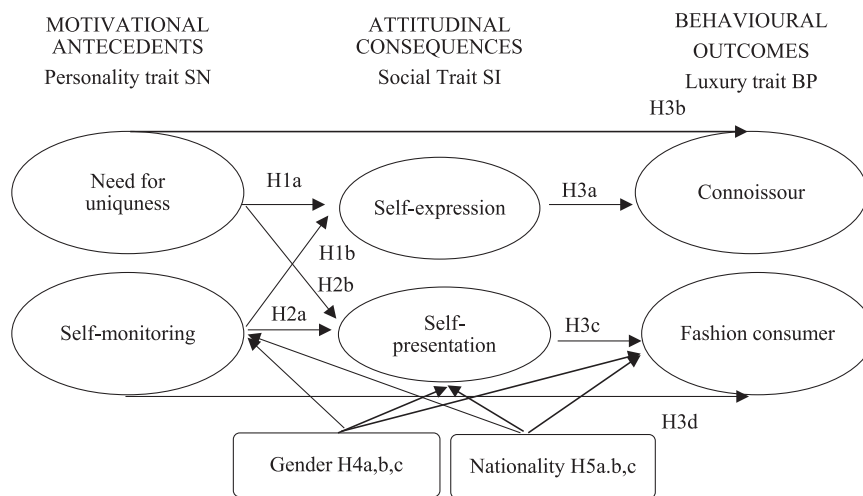 MOTIVATIONAL
ANTECEDENTS
Personality trait SN
ATTITUDINAL
CONSEQUENCES
Social Trait SI
BEHAVIOURAL
OUTCOMES
Luxury trait BP
H3b
Need for
uniquness
H1a
Self-expression
H3a
Connoissour
H1b
H2b
Self-monitoring
H2a
Self-
presentation
H3c
Fashion consumer
H3d
Gender H4a,b,c
Nationality H5a.b,c